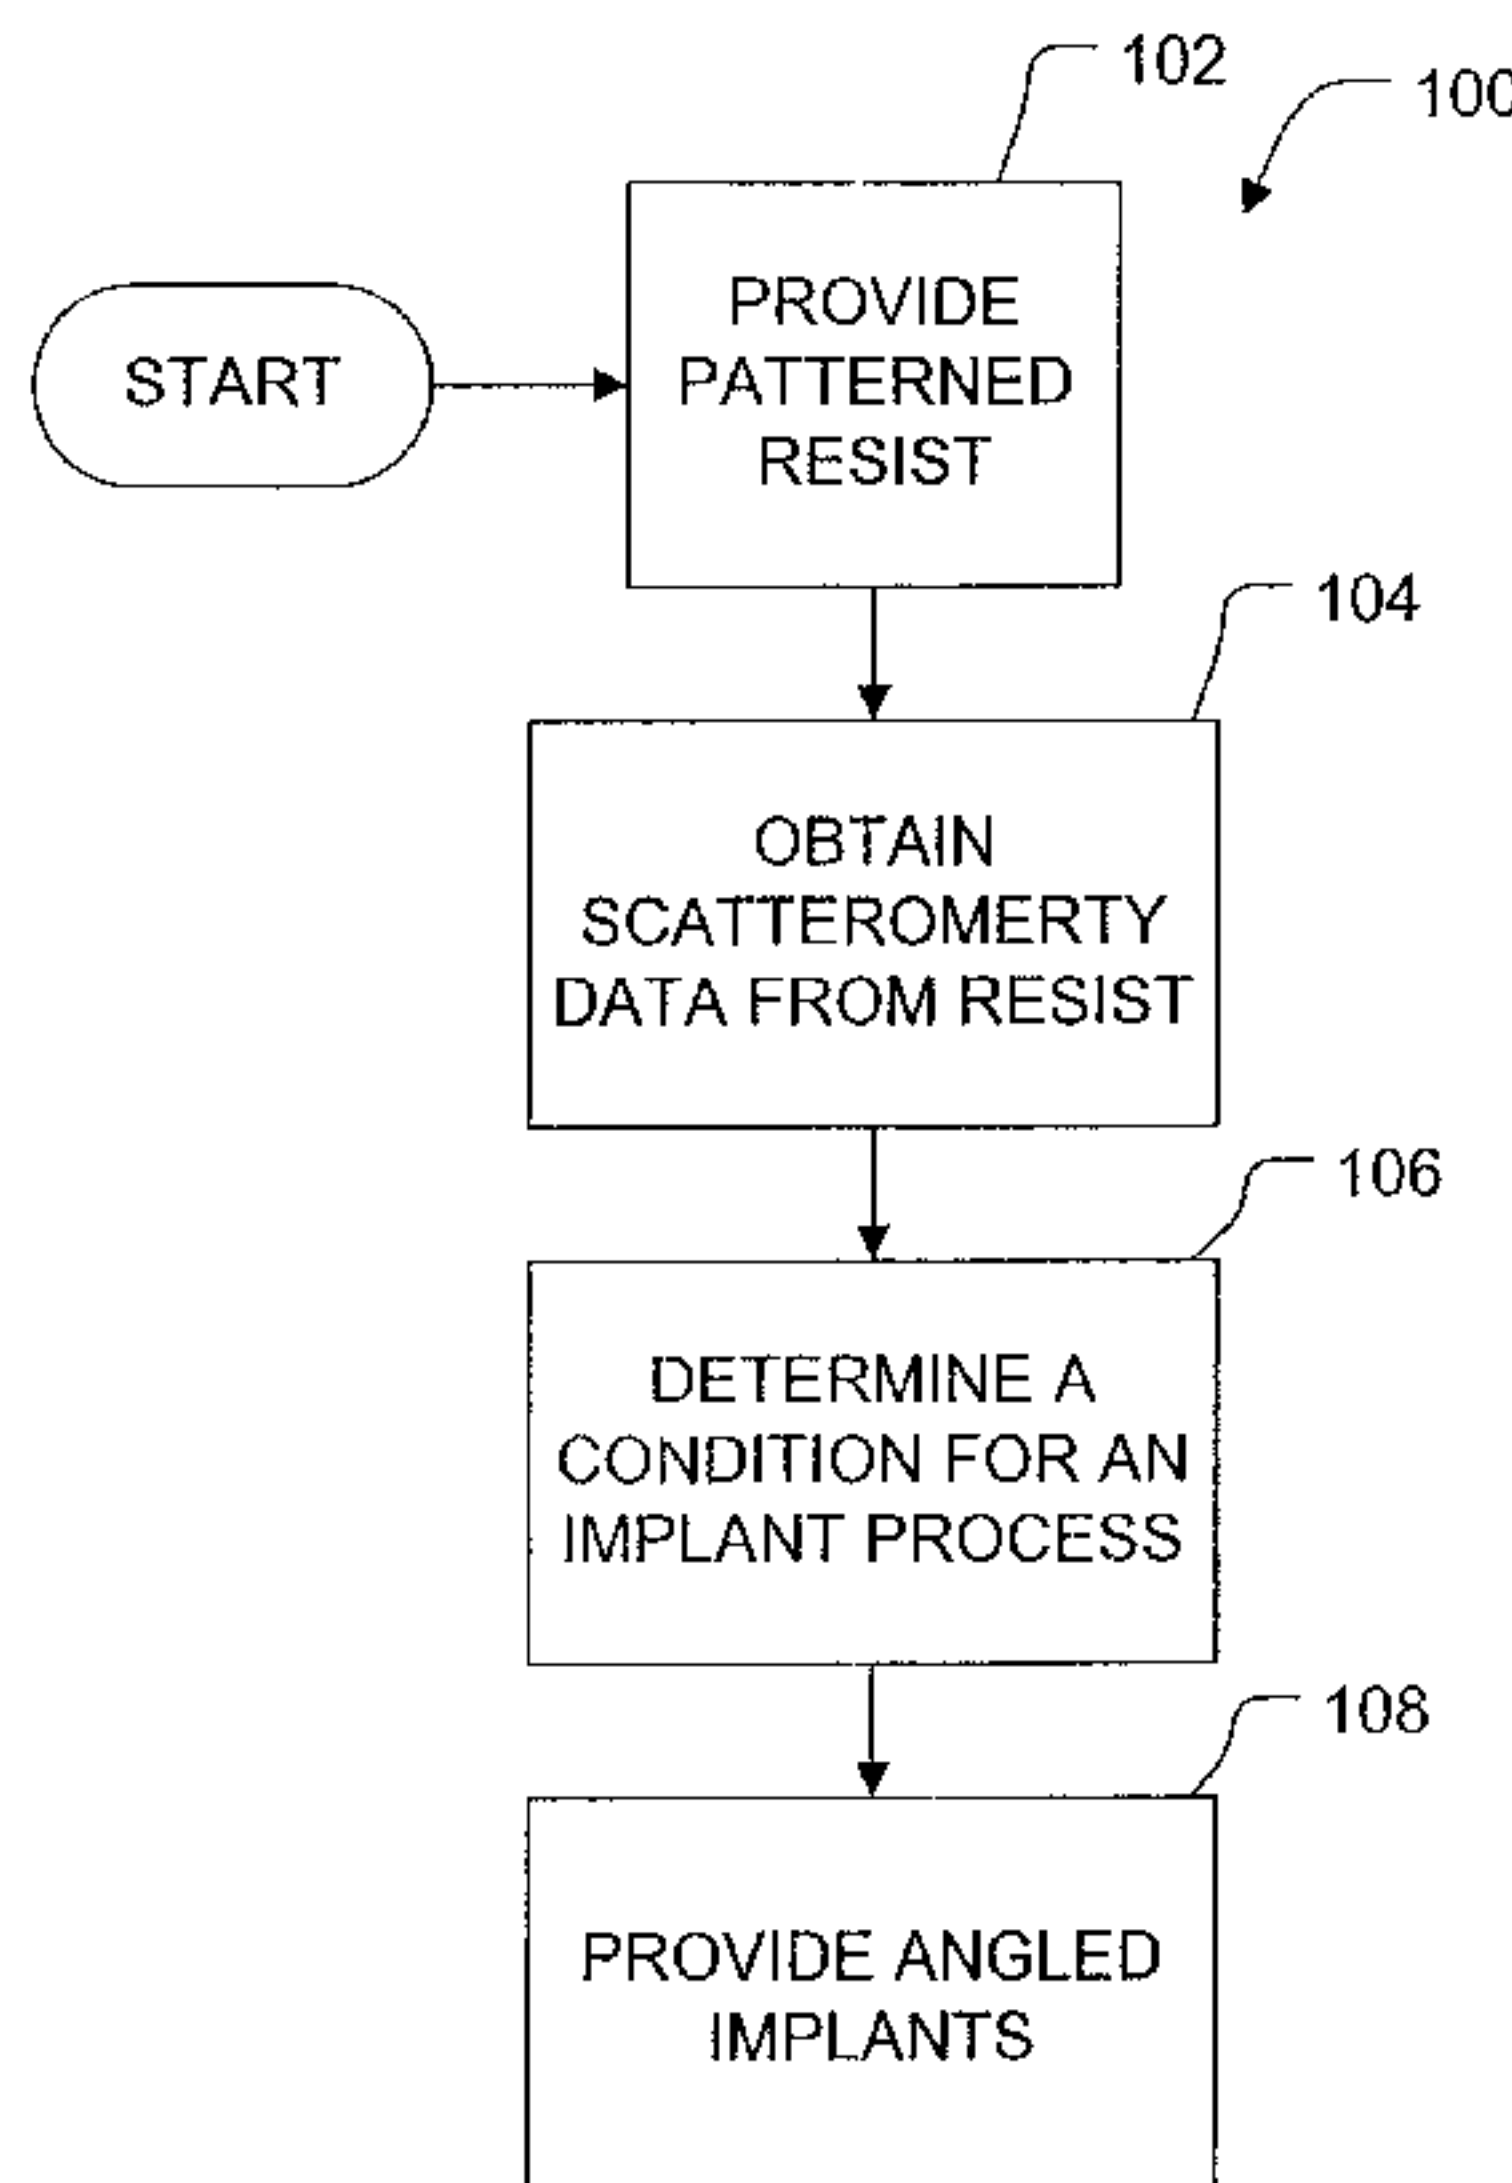 102
100
PROVIDE
PATTERNED
RESIST
START
104
OBTAIN
SCATTEROMERTY
DATA FROM RESIST
106
DETERMINE A
CONDITION FOR AN
IMPLANT PROCESS
108
PROVIDE ANGLED
IMPLANTS